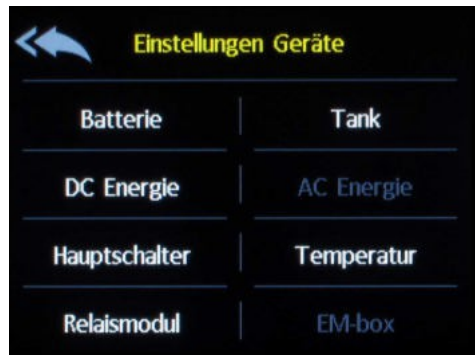 Einstellungen Geräte
Batterie Tank
DC Energie AC Energie
Hauptschalter Temperatur
Relaismodul EM-box